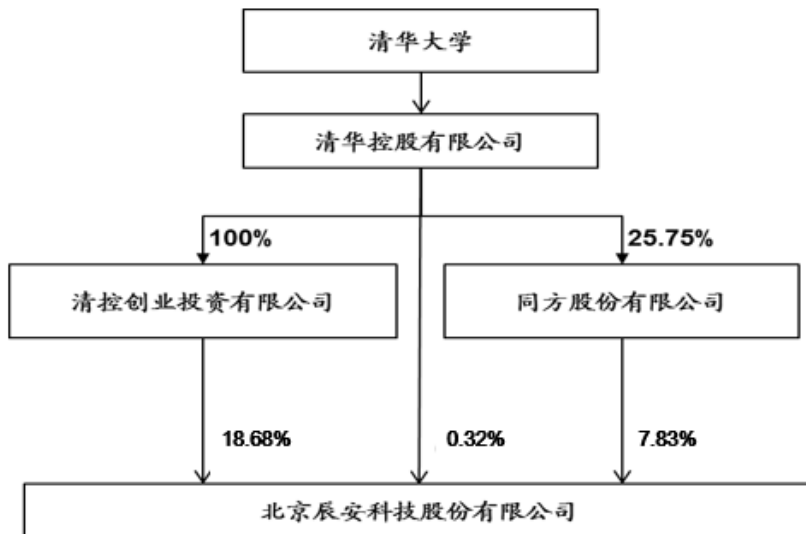 清华大学
清华控股有限公司
100%
25.75%
清控创业投资有限公司
同方股份有限公司
18.68%
0.32%
7.83%
北京辰安科技股份有限公司